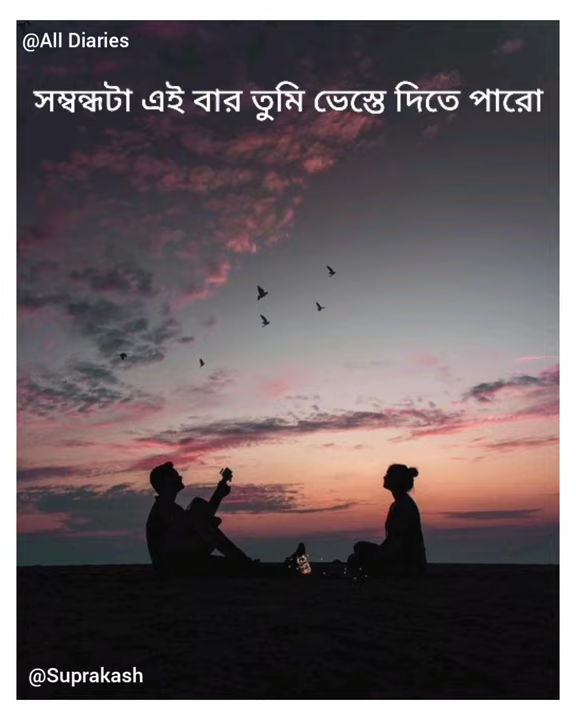 @All Diaries
সম্বন্ধটা এই বার তুমি ভেস্তে দিতে পারো
@Suprakash